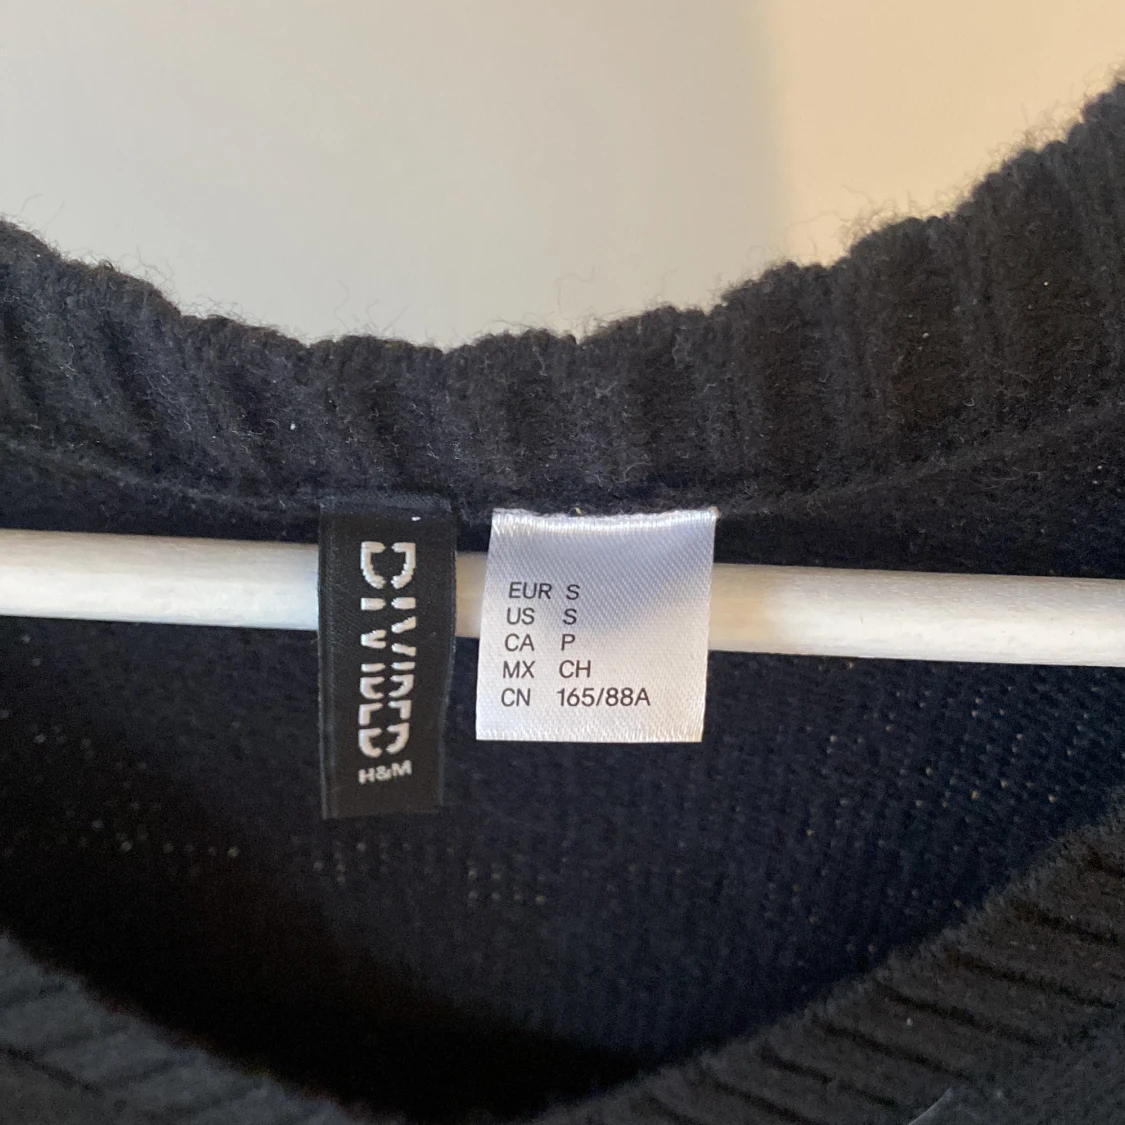 DIVIDED
H&M
EUR S
US S
CA P
MX CH
CN 165/88A